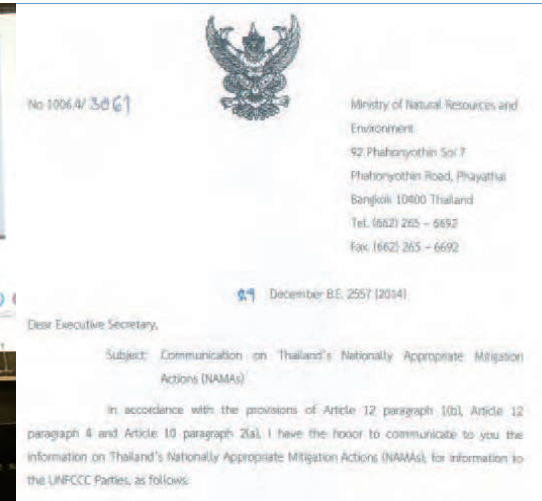 No 1006.4/ 3061
Ministry of Natural Resources and
Environment
92 Phahonyothin Soi 7
Phahonyothin Road, Phayathai
Bangkok 10400 Thailand
Tel. (662) 265 – 6692
Fax. (662) 265 – 6692
December B.E. 2557 (2014)
Dear Executive Secretary,
Subject: Communication on Thailand's Nationally Appropriate Mitigation
Actions (NAMAs)
In accordance with the provisions of Article 12 paragraph 1(b), Article 12
paragraph 4 and Article 10 paragraph 2(a), I have the honor to communicate to you the
information on Thailand's Nationally Appropriate Mitigation Actions (NAMAs), for information to
the UNFCCC Parties, as follows: